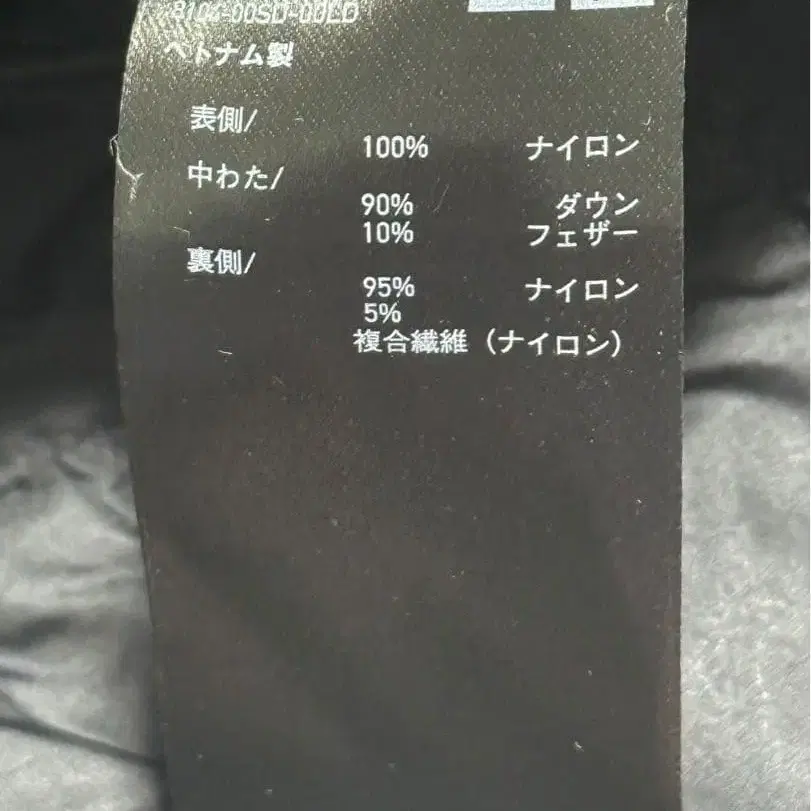 ベトナム製
表側/
100% ナイロン
中わた/
90% ダウン
10% フェザー
裏側/
95% ナイロン
5%
複合繊維（ナイロン）